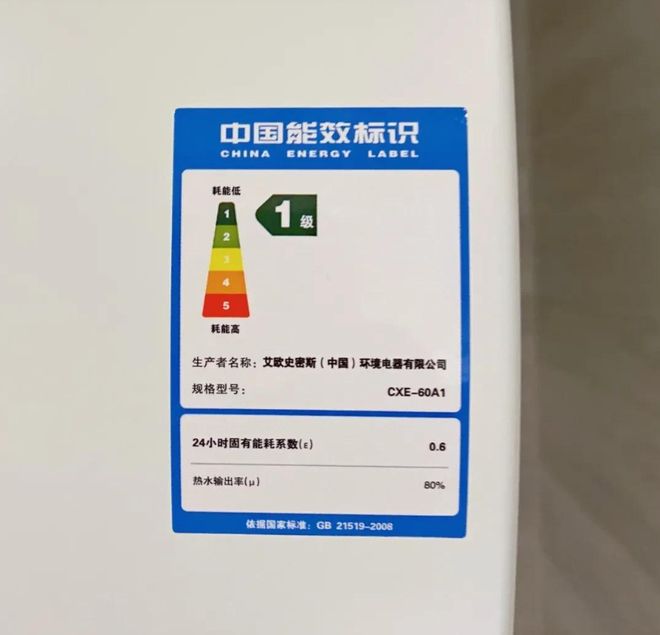 中国能效标识
CHINA ENERGY LABEL
耗能低
1
1级
2
3
4
5
耗能高
生产者名称：艾欧史密斯（中国）环境电器有限公司
规格型号： CXE-60A1
24小时固有能耗系数(ε) 0.6
热水输出率(μ) 80%
依据国家标准：GB 21519-2008